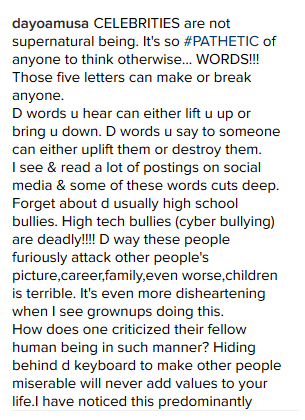 dayoamusa CELEBRITIES are not
supernatural being. It's so #PATHETIC of
anyone to think otherwise... WORDS!!!
Those five letters can make or break
anyone.
D words u hear can either lift u up or
bring u down. D words u say to someone
can either uplift them or destroy them.
I see & read a lot of postings on social
media & some of these words cuts deep.
Forget about d usually high school
bullies. High tech bullies (cyber bullying)
are deadly!!!! D way these people
furiously attack other people's
picture,career,family,even worse,children
is terrible. It's even more disheartening
when I see grownups doing this.
How does one criticized their fellow
human being in such manner? Hiding
behind d keyboard to make other people
miserable will never add values to your
life.I have noticed this predominantly